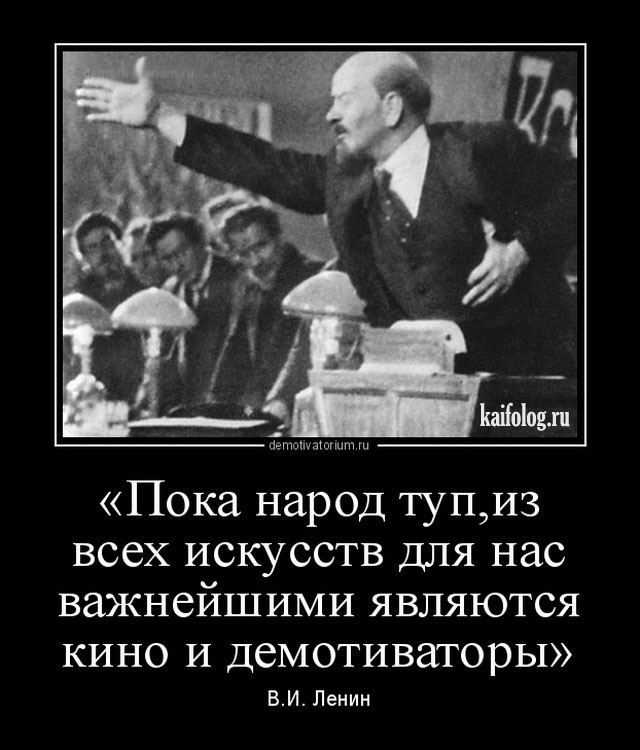 kaifolog.ru
demotivatorium.ru
«Пока народ туп,из
всех искусств для нас
важнейшими являются
кино и демотиваторы»
В.И. Ленин